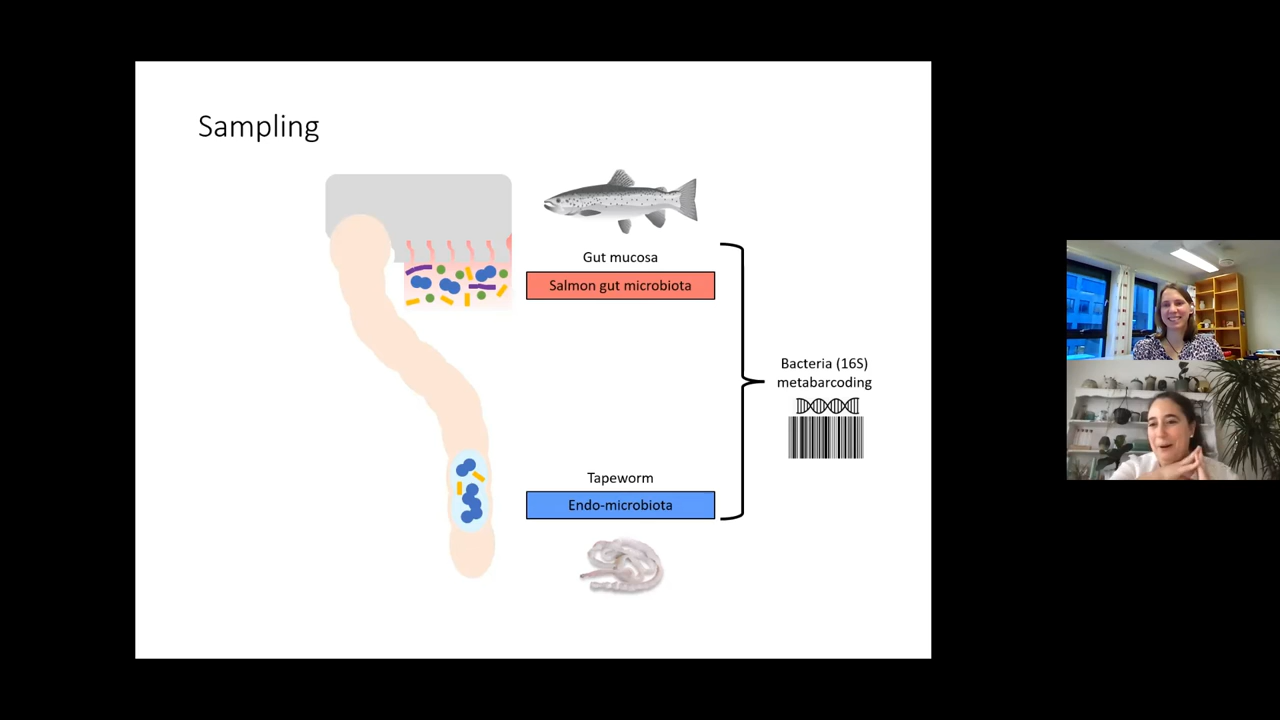 Sampling
Gut mucosa
Salmon gut microbiota
Bacteria (16S)
metabarcoding
Tapeworm
Endo-microbiota